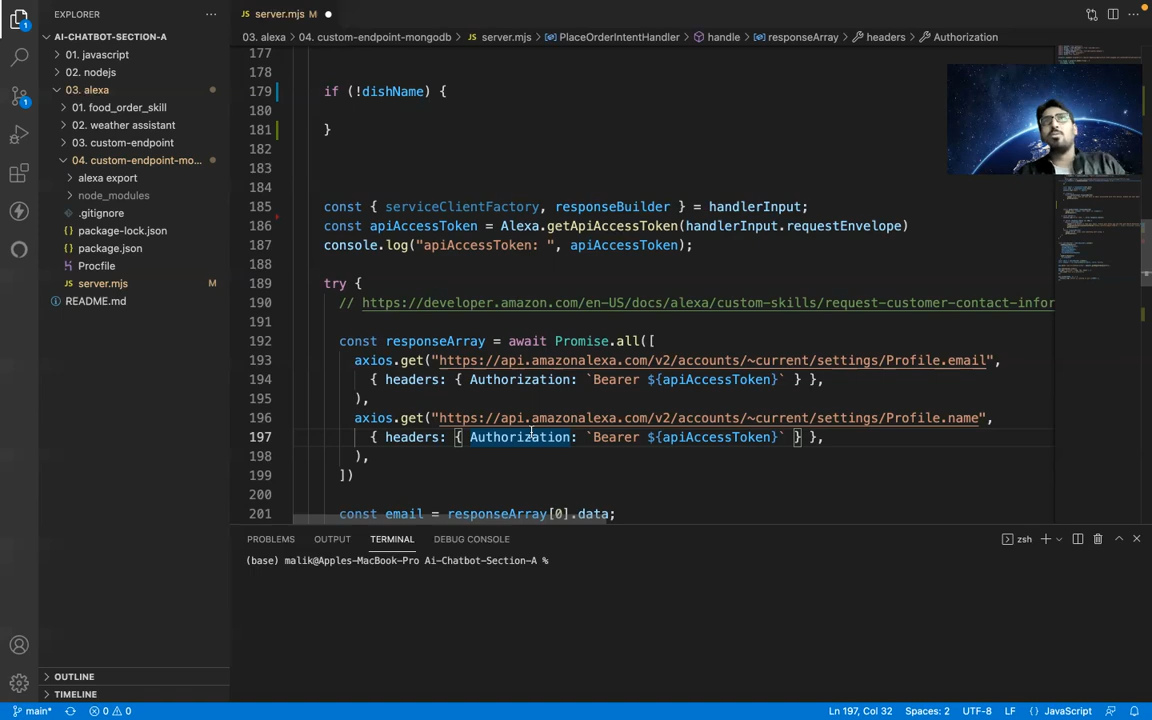 EXPLORER
AI-CHATBOT-SECTION-A
01. javascript
02. nodejs
03. alexa
01. food_order_skill
02. weather assistant
03. custom-endpoint
04. custom-endpoint-mo...
alexa export
node_modules
.gitignore
package-lock.json
package.json
Procfile
server.mjs M
README.md
OUTLINE
TIMELINE
server.mjs M
03. alexa > 04. custom-endpoint-mongodb > server.mjs > PlaceOrderIntentHandler > handle > responseArray > headers > Authorization
177
178
179 if (!dishName) {
180
181 }
182
183
184
185 const { serviceClientFactory, responseBuilder } = handlerInput;
186 const apiAccessToken = Alexa.getApiAccessToken(handlerInput.requestEnvelope)
187 console.log("apiAccessToken: ", apiAccessToken);
188
189 try {
190 // https://developer.amazon.com/en-US/docs/alexa/custom-skills/request-customer-contact-infor
191
192 const responseArray = await Promise.all([
193 axios.get("https://api.amazonalexa.com/v2/accounts/~current/settings/Profile.email",
194 { headers: { Authorization: `Bearer ${apiAccessToken}` } },
195 ),
196 axios.get("https://api.amazonalexa.com/v2/accounts/~current/settings/Profile.name",
197 { headers: { Authorization: `Bearer ${apiAccessToken}` } },
198 ),
199 ])
200
201 const email = responseArray[0].data;
PROBLEMS OUTPUT TERMINAL DEBUG CONSOLE zsh
(base) malik@Apples-MacBook-Pro Ai-Chatbot-Section-A %
main* 0 0 Ln 197, Col 32 Spaces: 2 UTF-8 LF {} JavaScript